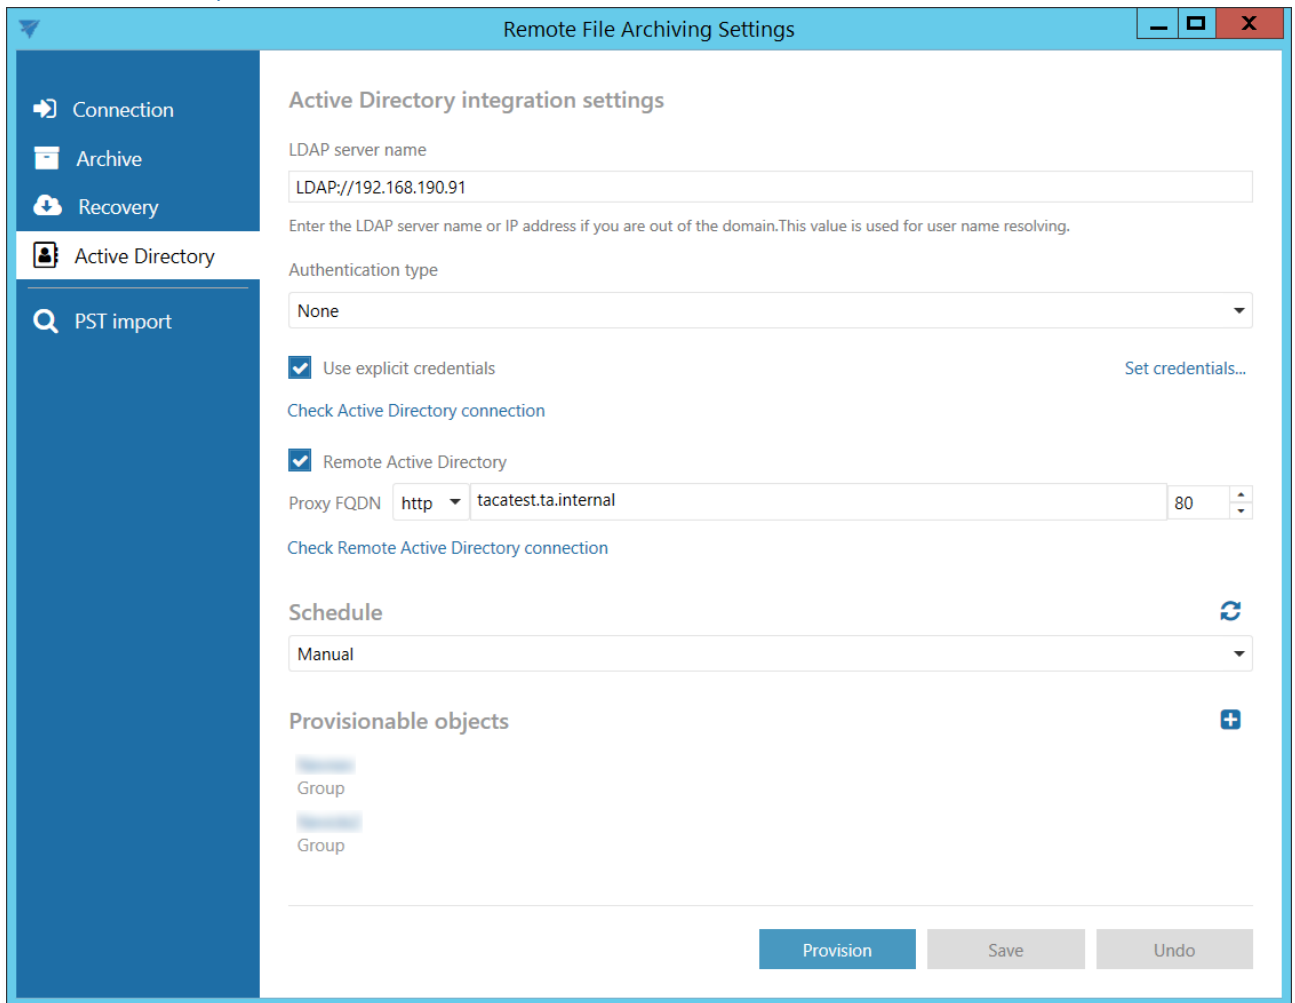 Remote File Archiving Settings
Connection
Archive
Recovery
Active Directory
PST import
Active Directory integration settings
LDAP server name
LDAP://192.168.190.91
Enter the LDAP server name or IP address if you are out of the domain.This value is used for user name resolving.
Authentication type
None
Use explicit credentials
Set credentials...
Check Active Directory connection
Remote Active Directory
Proxy FQDN http tacatest.ta.internal 80
Check Remote Active Directory connection
Schedule
Manual
Provisionable objects
Group
Group
Provision Save Undo